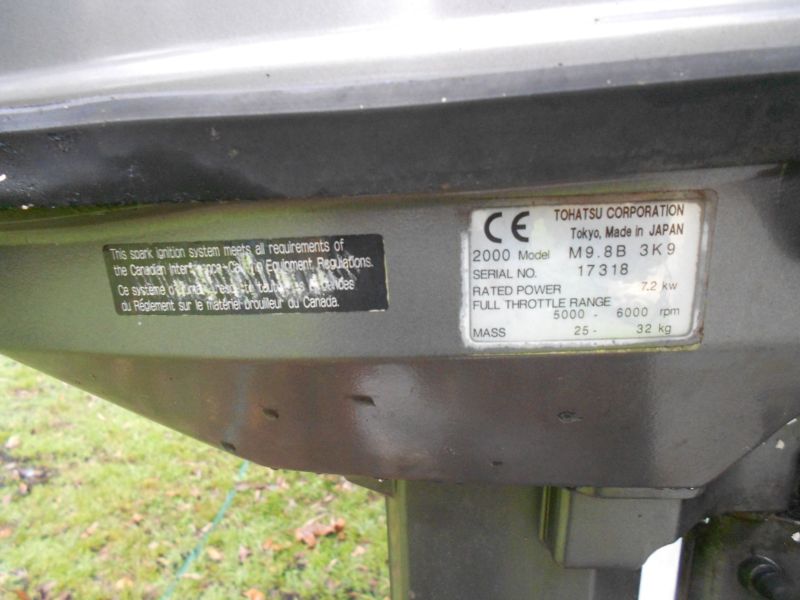 This spark ignition system meets all requirements of
the Canadian Equipment Regulations.
Ce système
du Règlement sur le matériel brouilleur du Canada.
CE TOHATSU CORPORATION
Tokyo, Made in JAPAN
2000 Model M9.8B 3K9
SERIAL NO. 17318
RATED POWER 7.2 kw
FULL THROTTLE RANGE
5000 - 6000 rpm
MASS 25 - 32 kg